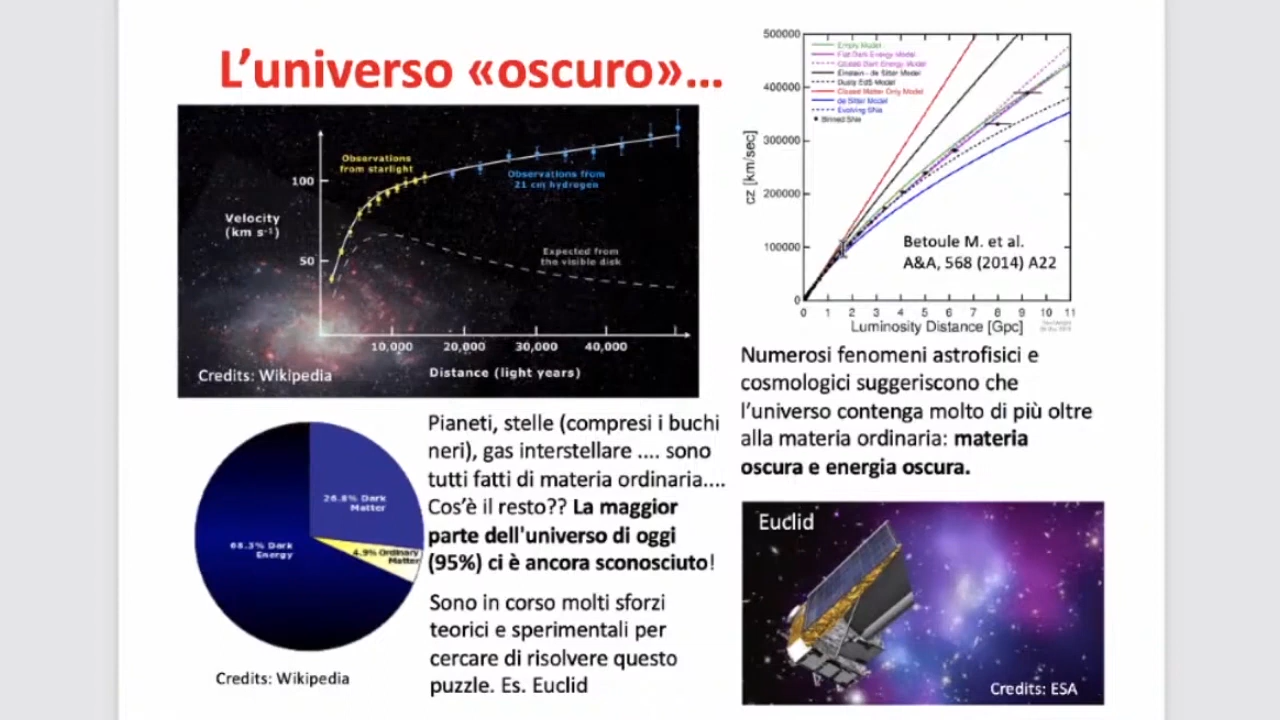 L'universo «oscuro»...
Observations
from starlight
Observations from
21 cm hydrogen
Velocity
(km s⁻¹)
100
50
Expected from
the visible disk
10,000
20,000
30,000
40,000
Distance (light years)
Credits: Wikipedia
500000
400000
300000
200000
100000
0
cz [km/sec]
Empty Model
Flat Dark Energy Model
Closed Dark Energy Model
Einstein - de Sitter Model
Dusty EdS Model
Closed Matter Only Model
de Sitter Model
Evolving SNe
Binned SNe
Betoule M. et al.
A&A, 568 (2014) A22
0 1 2 3 4 5 6 7 8 9 10 11
Luminosity Distance [Gpc]
26.8% Dark
Matter
4.9% Ordinary
Matter
68.3% Dark
Energy
Credits: Wikipedia
Pianeti, stelle (compresi i buchi
neri), gas interstellare .... sono
tutti fatti di materia ordinaria....
Cos'è il resto?? La maggior
parte dell'universo di oggi
(95%) ci è ancora sconosciuto!
Sono in corso molti sforzi
teorici e sperimentali per
cercare di risolvere questo
puzzle. Es. Euclid
Numerosi fenomeni astrofisici e
cosmologici suggeriscono che
l'universo contenga molto di più oltre
alla materia ordinaria: materia
oscura e energia oscura.
Euclid
Credits: ESA